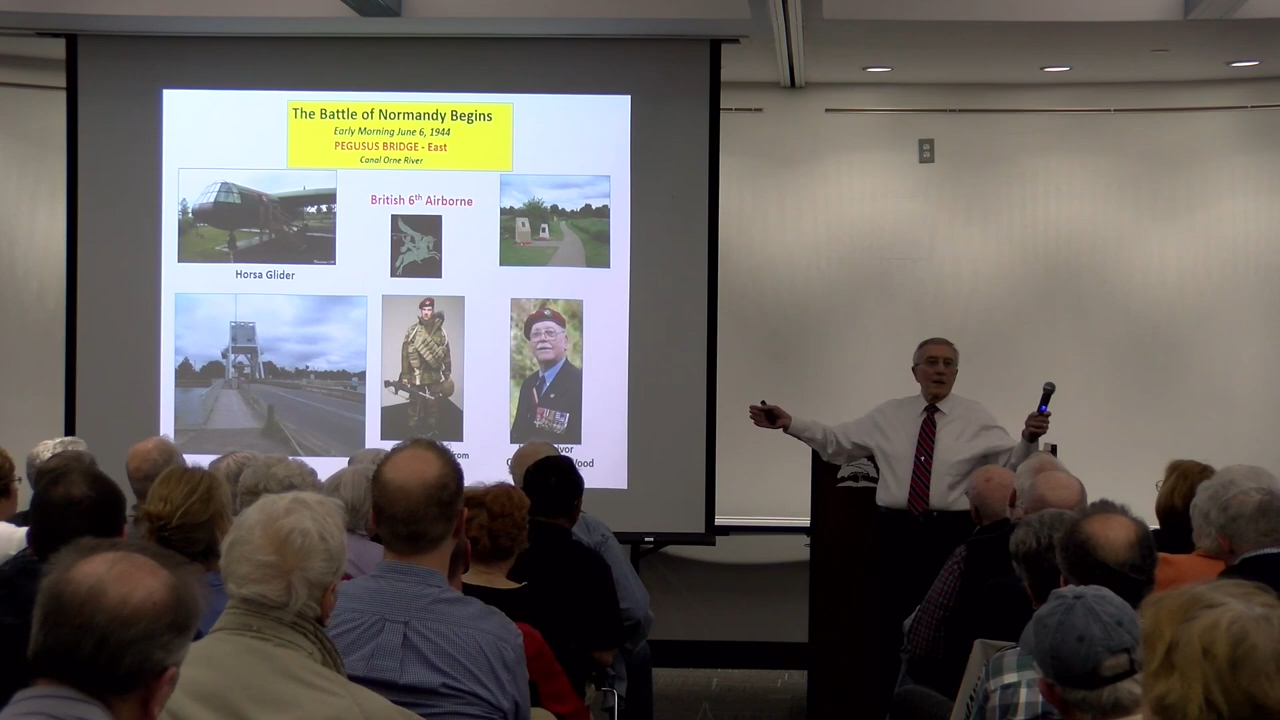 The Battle of Normandy Begins
Early Morning June 6, 1944
PEGUSUS BRIDGE - East
Canal Orne River
British 6th Airborne
Horsa Glider